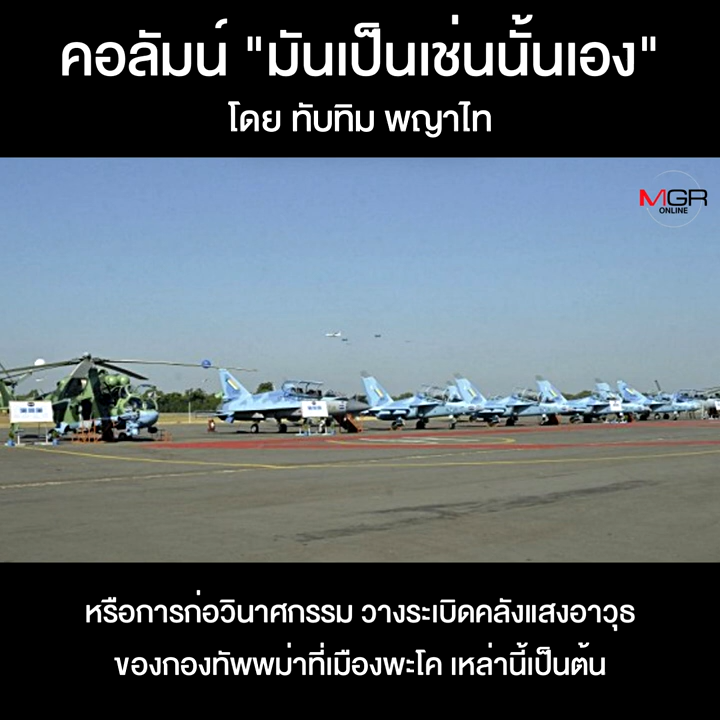 คอลัมน์ "มันเป็นเช่นนั้นเอง"
โดย ทับทิม พญาไท
MGR
ONLINE
หรือการก่อวินาศกรรม วางระเบิดคลังแสงอาวุธ
ของกองทัพพม่าที่เมืองพะโค เหล่านี้เป็นต้น